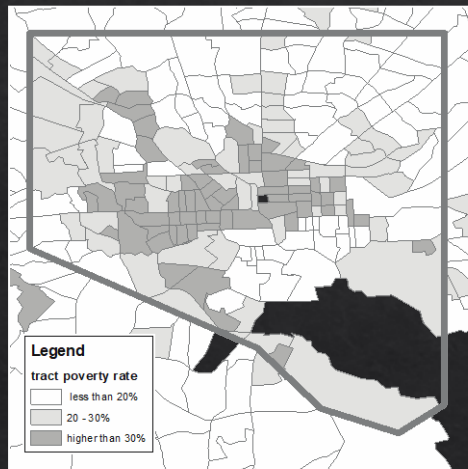 Legend
tract poverty rate
less than 20%
20 - 30%
higher than 30%